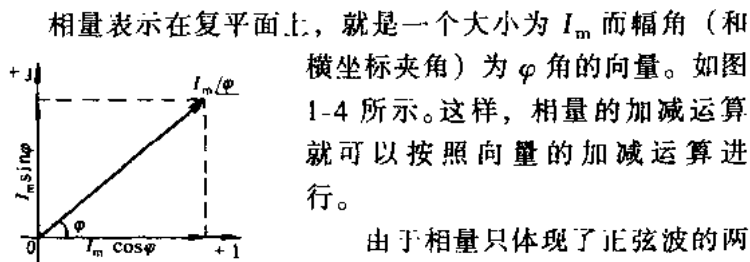 相量表示在复平面上，就是一个大小为 Iₘ 而幅角（和
横坐标夹角）为 φ 角的向量。如图
1-4 所示。这样，相量的加减运算
就可以按照向量的加减运算进
行。
由于相量只体现了正弦波的两
+J
Iₘ/φ
Iₘsinφ
φ
0
Iₘ cosφ
+1